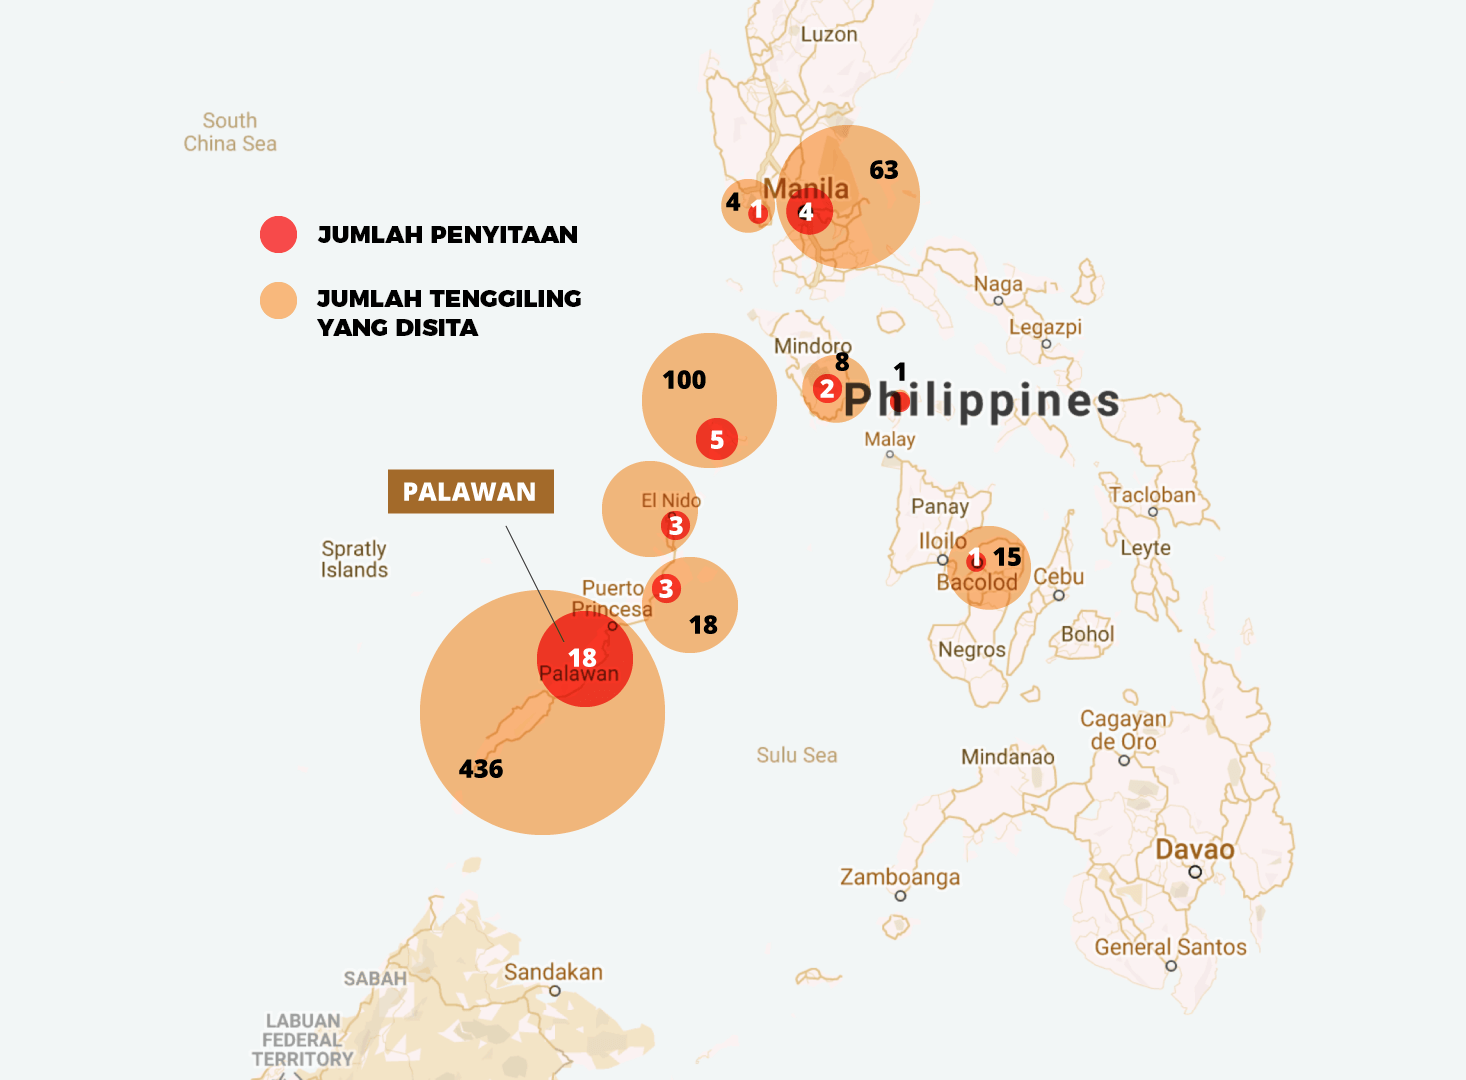 Luzon
South
China Sea
63
Manila
4
1
4
JUMLAH PENYITAAN
JUMLAH TENGGILING
YANG DISITA
Naga
Legazpi
Mindoro
8
1
2
Philippines
100
5
Malay
PALAWAN
El Nido
3
Panay
Tacloban
Spratly
Islands
Iloilo
1
15
Bacolod
Cebu
Leyte
Puerto
Princesa
3
18
Bohol
Negros
18
Palawan
436
Sulu Sea
Mindanao
Cagayan
de Oro
Davao
Zamboanga
General Santos
SABAH
Sandakan
LABUAN
FEDERAL
TERRITORY